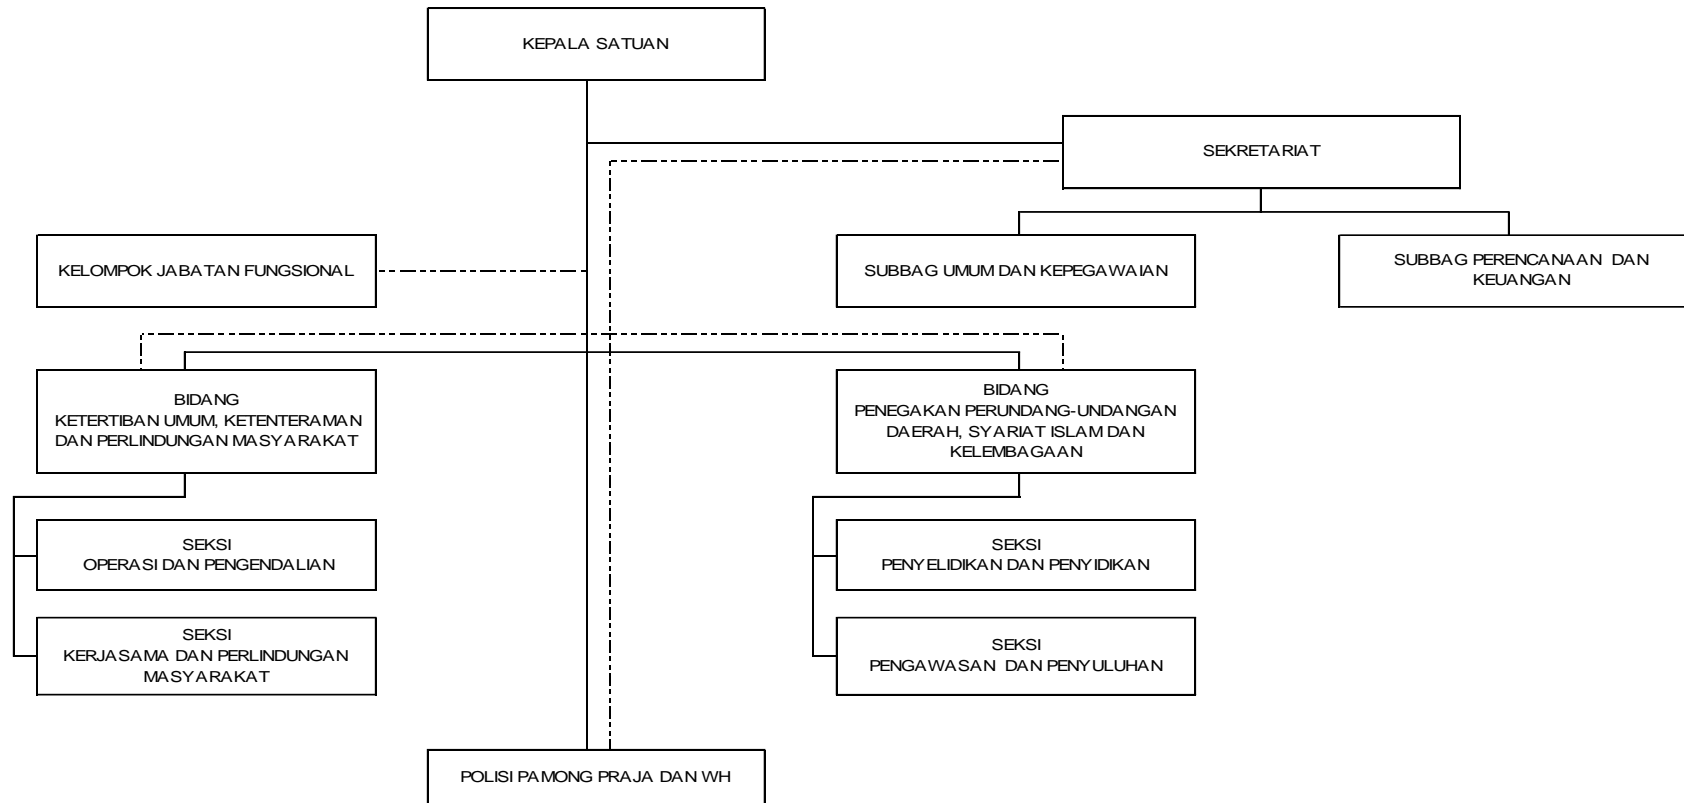 KEPALA SATUAN
SEKRETARIAT
KELOMPOK JABATAN FUNGSIONAL
SUBBAG UMUM DAN KEPEGAWAIAN
SUBBAG PERENCANAAN DAN
KEUANGAN
BIDANG
KETERTIBAN UMUM, KETENTERAMAN
DAN PERLINDUNGAN MASYARAKAT
BIDANG
PENEGAKAN PERUNDANG-UNDANGAN
DAERAH, SYARIAT ISLAM DAN
KELEMBAGAAN
SEKSI
OPERASI DAN PENGENDALIAN
SEKSI
PENYELIDIKAN DAN PENYIDIKAN
SEKSI
KERJASAMA DAN PERLINDUNGAN
MASYARAKAT
SEKSI
PENGAWASAN DAN PENYULUHAN
POLISI PAMONG PRAJA DAN WH